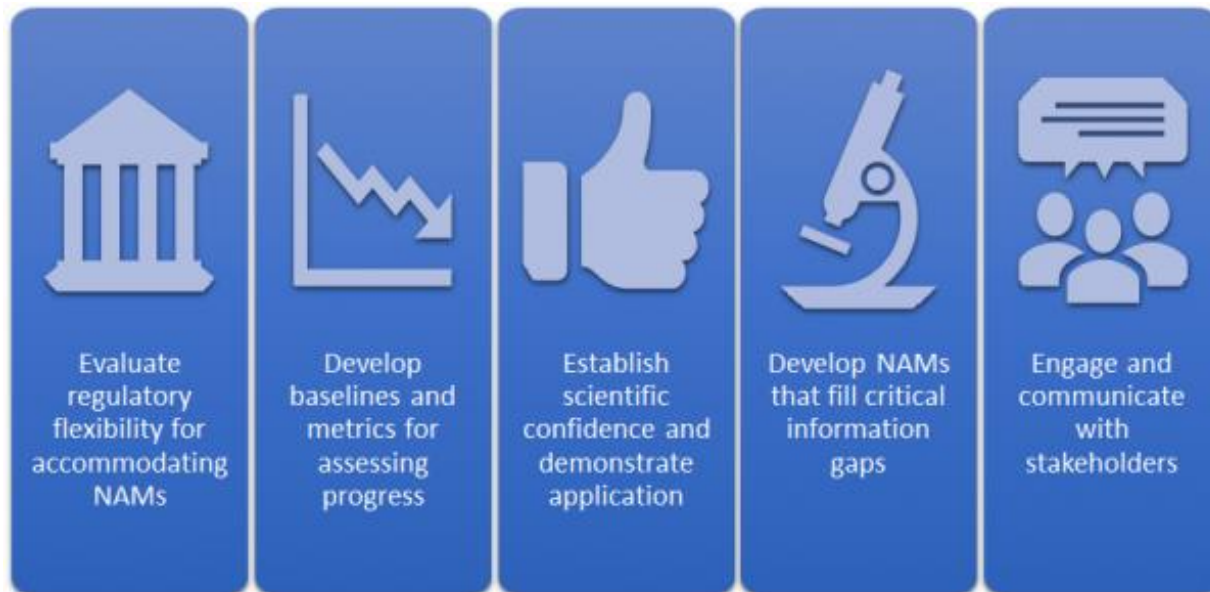 Evaluate
regulatory
flexibility for
accommodating
NAMs
Develop
baselines and
metrics for
assessing
progress
Establish
scientific
confidence and
demonstrate
application
Develop NAMs
that fill critical
information
gaps
Engage and
communicate
with
stakeholders